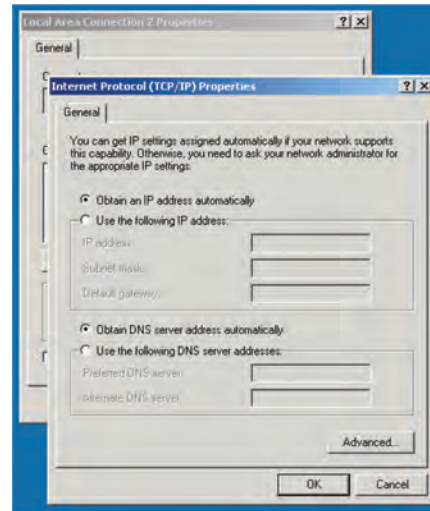 Local Area Connection 2 Properties
General
Internet Protocol (TCP/IP) Properties
General
You can get IP settings assigned automatically if your network supports
this capability. Otherwise, you need to ask your network administrator for
the appropriate IP settings.
Obtain an IP address automatically
Use the following IP address:
IP address:
Subnet mask:
Default gateway:
Obtain DNS server address automatically
Use the following DNS server addresses:
Preferred DNS server:
Alternate DNS server:
Advanced...
OK
Cancel